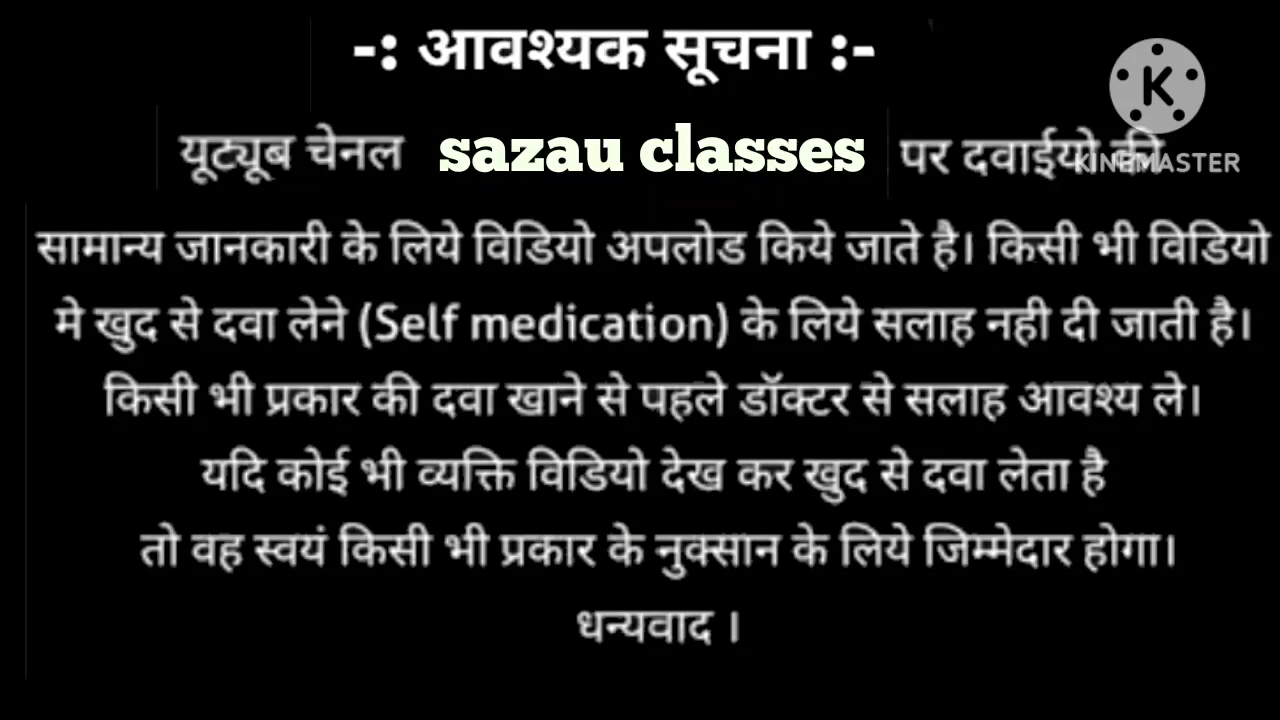 -: आवश्यक सूचना :-
यूट्यूब चेनल sazau classes पर दवाईयो की
K
KINEMASTER
सामान्य जानकारी के लिये विडियो अपलोड किये जाते है। किसी भी विडियो
मे खुद से दवा लेने (Self medication) के लिये सलाह नही दी जाती है।
किसी भी प्रकार की दवा खाने से पहले डॉक्टर से सलाह आवश्य ले।
यदि कोई भी व्यक्ति विडियो देख कर खुद से दवा लेता है
तो वह स्वयं किसी भी प्रकार के नुक्सान के लिये जिम्मेदार होगा।
धन्यवाद ।